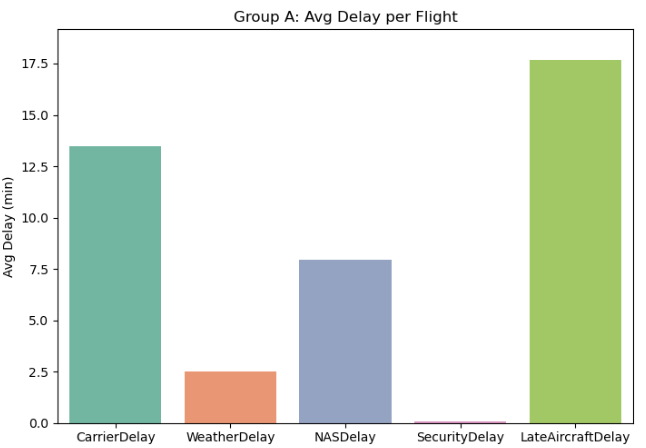 Group A: Avg Delay per Flight
Avg Delay (min)
17.5
15.0
12.5
10.0
7.5
5.0
2.5
0.0
CarrierDelay WeatherDelay NASDelay SecurityDelay LateAircraftDelay